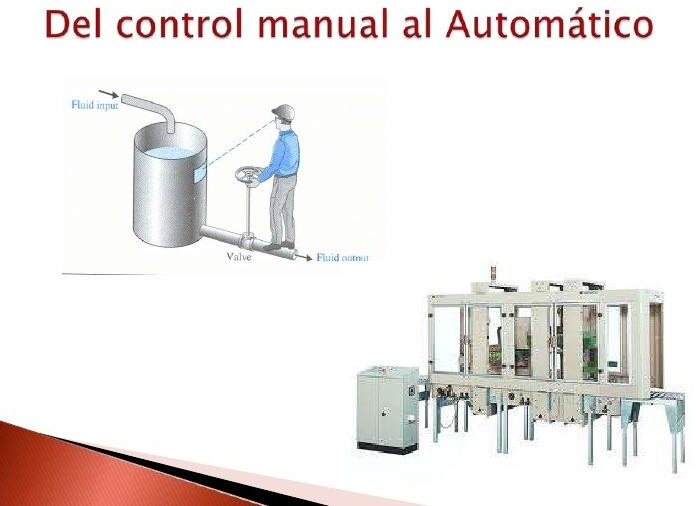 Del control manual al Automático
Fluid input
Valve
Fluid output